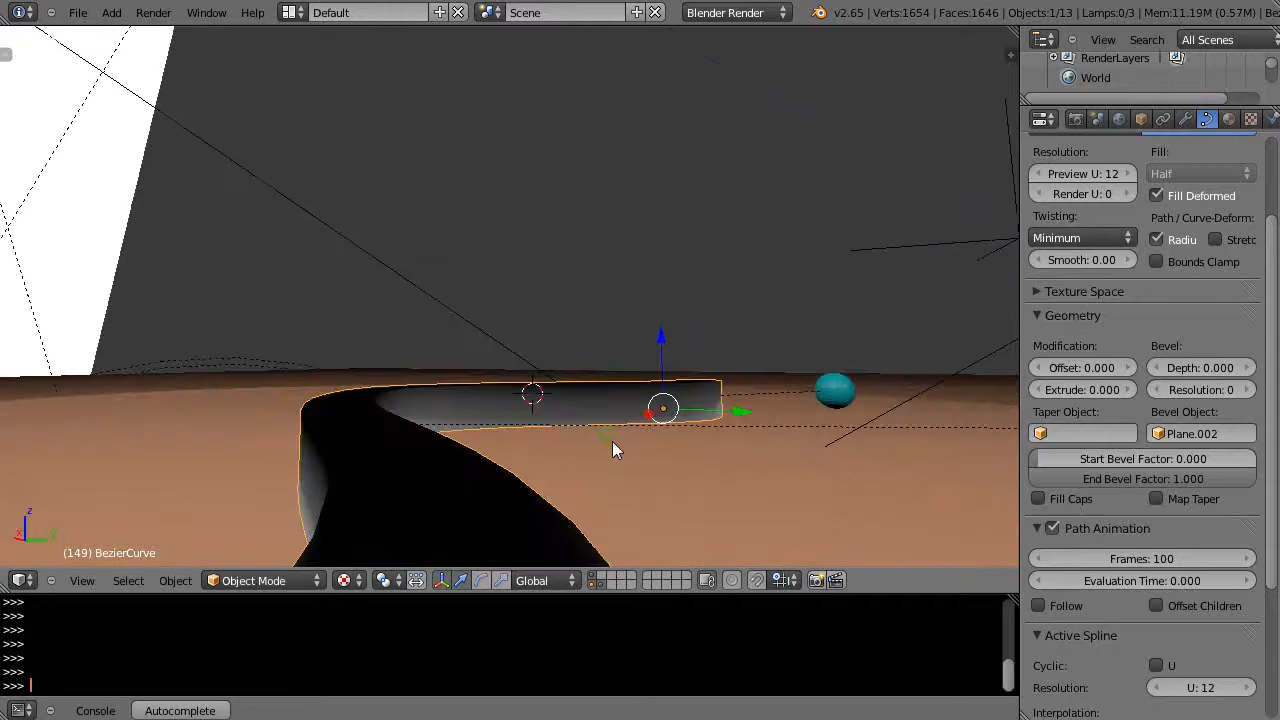 File Add Render Window Help Default Scene Blender Render v2.65 | Verts:1654 | Faces:1646 | Objects:1/13 | Lamps:0/3 | Mem:11.19M (0.57M) | Be
View Search All Scenes
RenderLayers
World
Resolution: Fill:
Preview U: 12 Half
Render U: 0 Fill Deformed
Twisting: Path / Curve-Deform:
Minimum Radiu Stretc
Smooth: 0.00 Bounds Clamp
Texture Space
Geometry
Modification: Bevel:
Offset: 0.000 Depth: 0.000
Extrude: 0.000 Resolution: 0
Taper Object: Bevel Object:
Plane.002
Start Bevel Factor: 0.000
End Bevel Factor: 1.000
Fill Caps Map Taper
Path Animation
Frames: 100
Evaluation Time: 0.000
Follow Offset Children
Active Spline
Cyclic: U
Resolution: U: 12
Interpolation:
z
x y
(149) BezierCurve
View Select Object Object Mode Global
>>>
>>>
>>>
>>>
>>>
>>>
>>>
Console Autocomplete